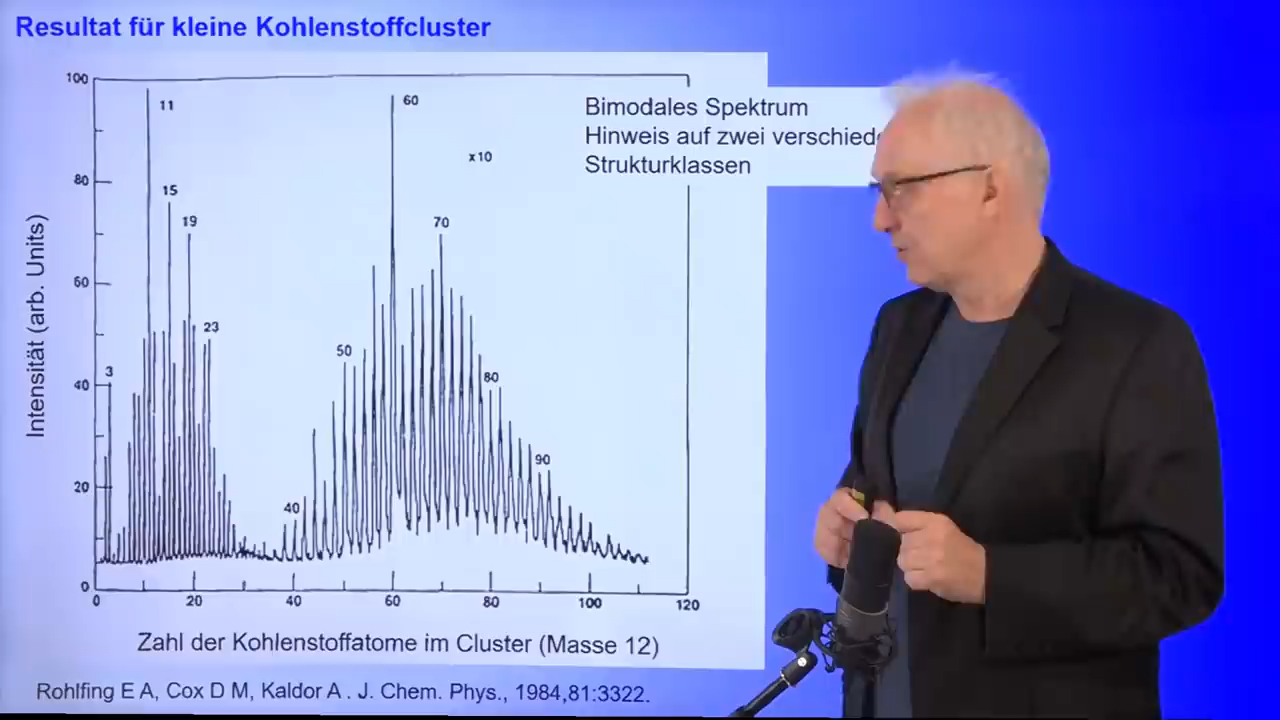 Resultat für kleine Kohlenstoffcluster
Bimodales Spektrum
Hinweis auf zwei
Strukturklassen
Intensität (arb. Units)
100
80
60
40
20
0
11
15
19
23
3
60
x10
70
50
80
90
40
0 20 40 60 80 100 120
Zahl der Kohlenstoffatome im Cluster (Masse 12)
Rohlfing E A, Cox D M, Kaldor A . J. Chem. Phys., 1984,81:3322.